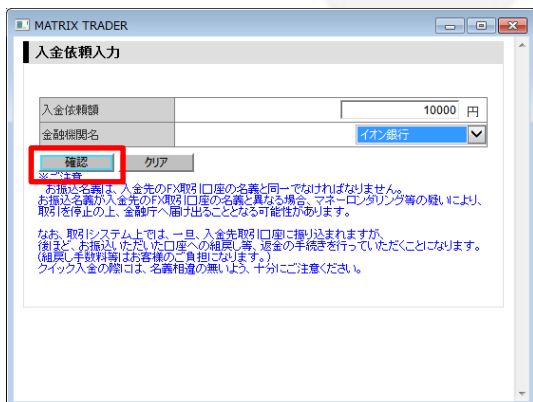 MATRIX TRADER
入金依頼入力
入金依頼額
10000 円
金融機関名
イオン銀行
確認
クリア
※ご注意
お振込名義は、入金先のFX取引口座の名義と同一でなければなりません。
お振込名義が入金先のFX取引口座の名義と異なる場合、マネーロンダリング等の疑いにより、
取引を停止の上、金融庁へ届け出ることとなる可能性があります。
なお、取引システム上では、一旦、入金先取引口座に振り込まれますが、
後ほど、お振込いただいた口座への組戻し等、返金の手続きを行っていただくことになります。
(組戻し手数料等はお客様のご負担になります。)
クイック入金の際には、名義相違の無いよう、十分にご注意ください。